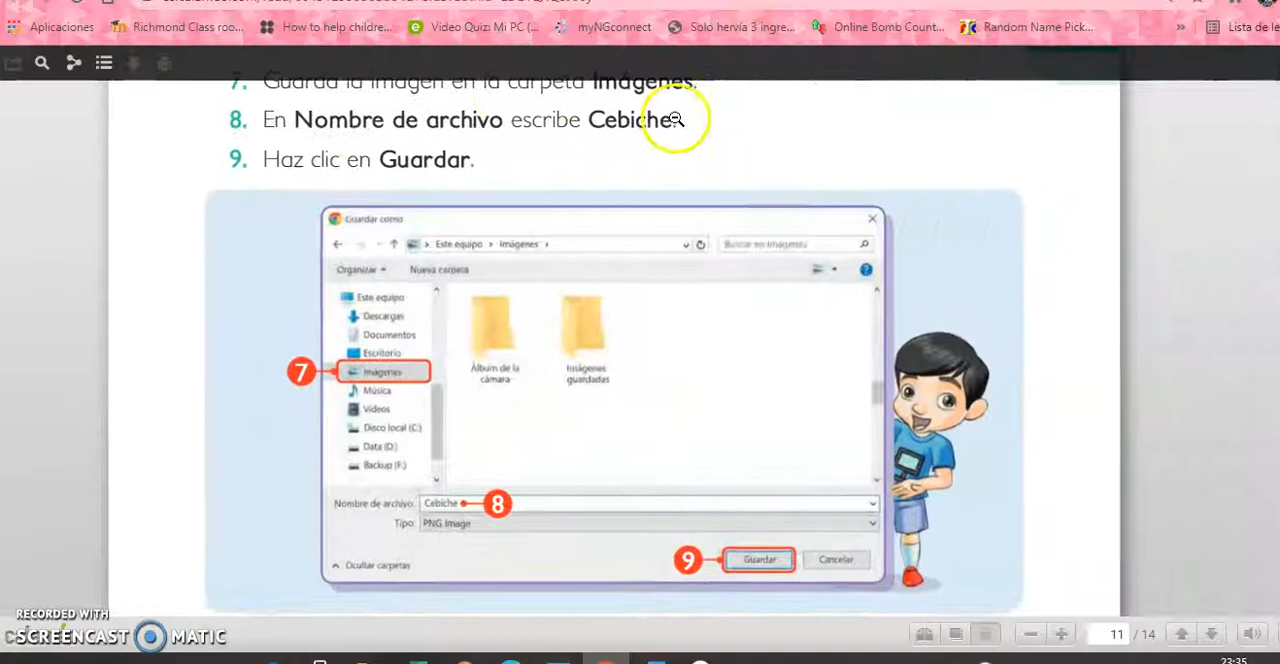 Aplicaciones
Richmond Class roo...
How to help childre...
Video Quiz: Mi PC (...
myNGconnect
Solo hervía 3 ingre...
Online Bomb Count...
Random Name Pick...
»
Lista de le
7. Guarda la imagen en la carpeta Imágenes.
8. En Nombre de archivo escribe Cebiche.
9. Haz clic en Guardar.
Guardar como
Este equipo > Imágenes >
Buscar en Imágenes
Organizar
Nueva carpeta
Este equipo
Descargas
Documentos
Escritorio
7
Imágenes
Música
Vídeos
Disco local (C:)
Data (D:)
Backup (F:)
Álbum de la cámara
Imágenes guardadas
Nombre de archivo: Cebiche
8
Tipo: PNG Image
Ocultar carpetas
9
Guardar
Cancelar
RECORDED WITH
SCREENCAST MATIC
11 / 14
23:35